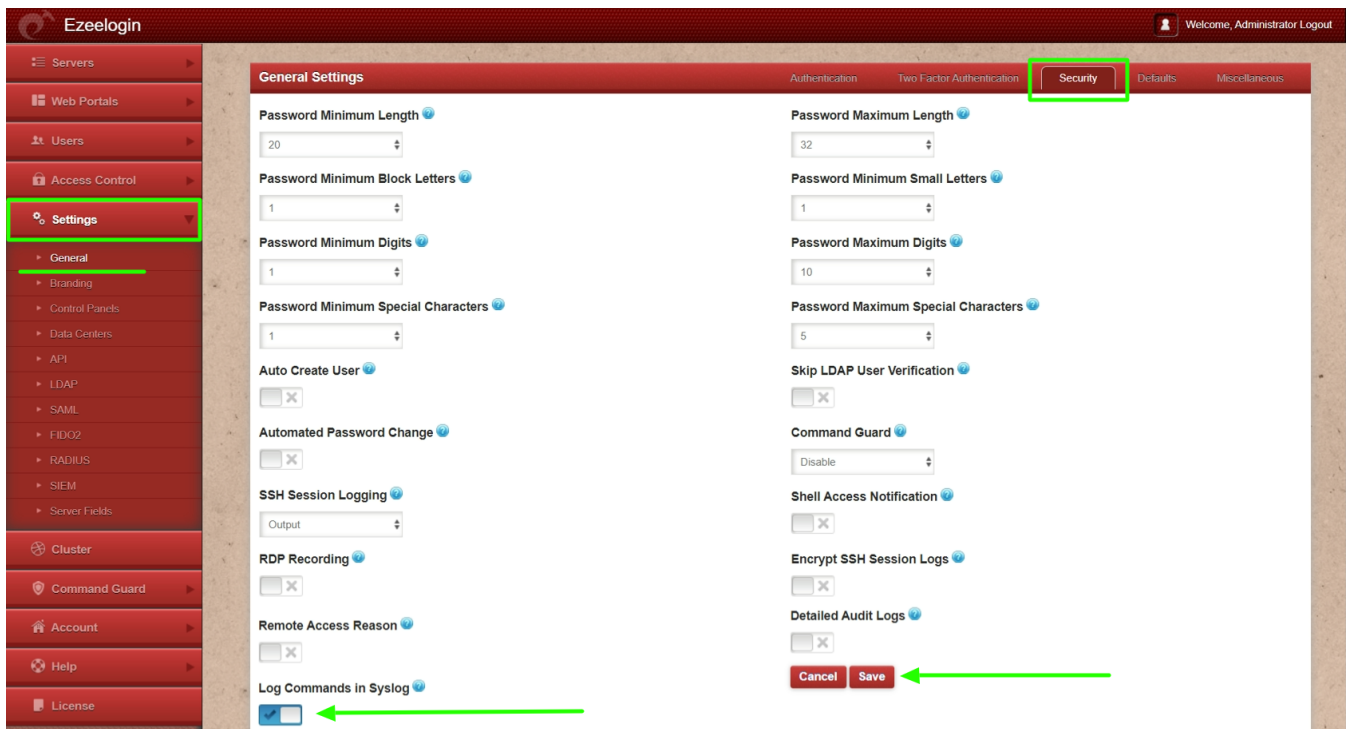 Ezeelogin
Welcome, Administrator Logout
Servers
Web Portals
Users
Access Control
Settings
General
Branding
Control Panels
Data Centers
API
LDAP
SAML
FIDO2
RADIUS
SIEM
Server Fields
Cluster
Command Guard
Account
Help
License
General Settings
Authentication Two Factor Authentication Security Defaults Miscellaneous
Password Minimum Length
20
Password Maximum Length
32
Password Minimum Block Letters
1
Password Minimum Small Letters
1
Password Minimum Digits
1
Password Maximum Digits
10
Password Minimum Special Characters
1
Password Maximum Special Characters
5
Auto Create User
Skip LDAP User Verification
Automated Password Change
Command Guard
Disable
SSH Session Logging
Output
Shell Access Notification
RDP Recording
Encrypt SSH Session Logs
Remote Access Reason
Detailed Audit Logs
Cancel Save
Log Commands in Syslog